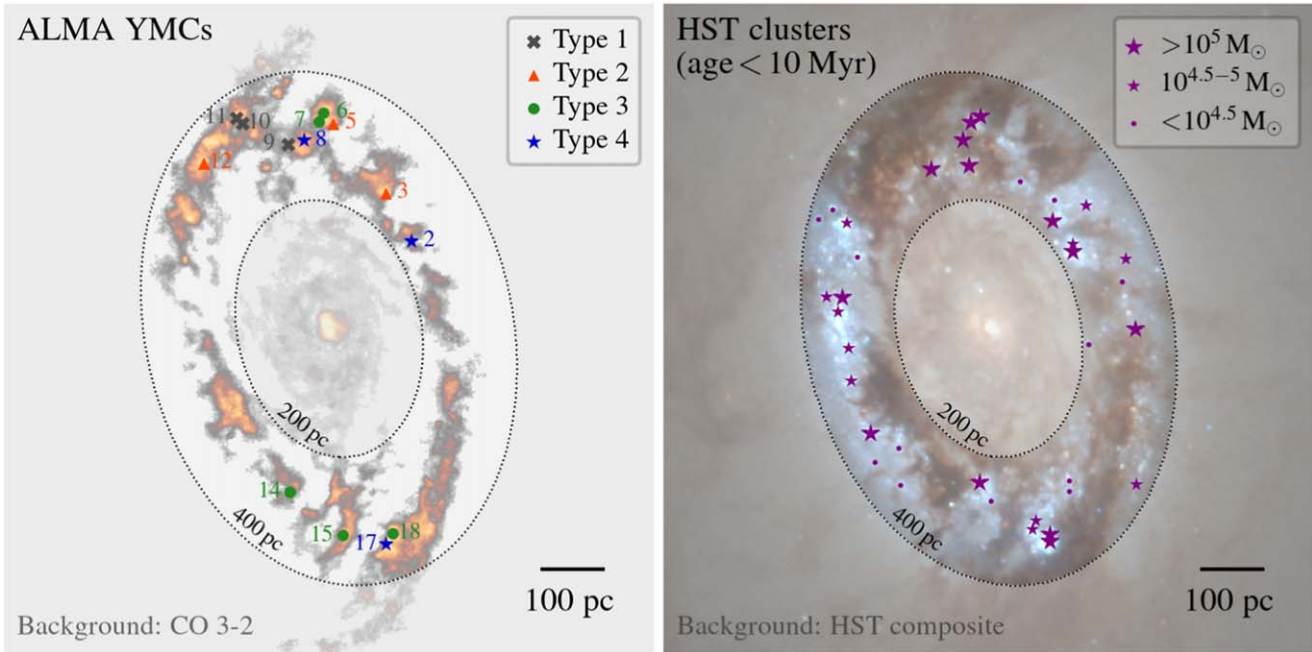 ALMA YMCs
Type 1
Type 2
Type 3
Type 4
11
10
7
6
5
9
8
12
3
2
200 pc
14
400 pc
15
17
18
100 pc
Background: CO 3-2
HST clusters
(age < 10 Myr)
>10⁵ M⊙
10⁴·⁵⁻⁵ M⊙
<10⁴·⁵ M⊙
200 pc
400 pc
100 pc
Background: HST composite